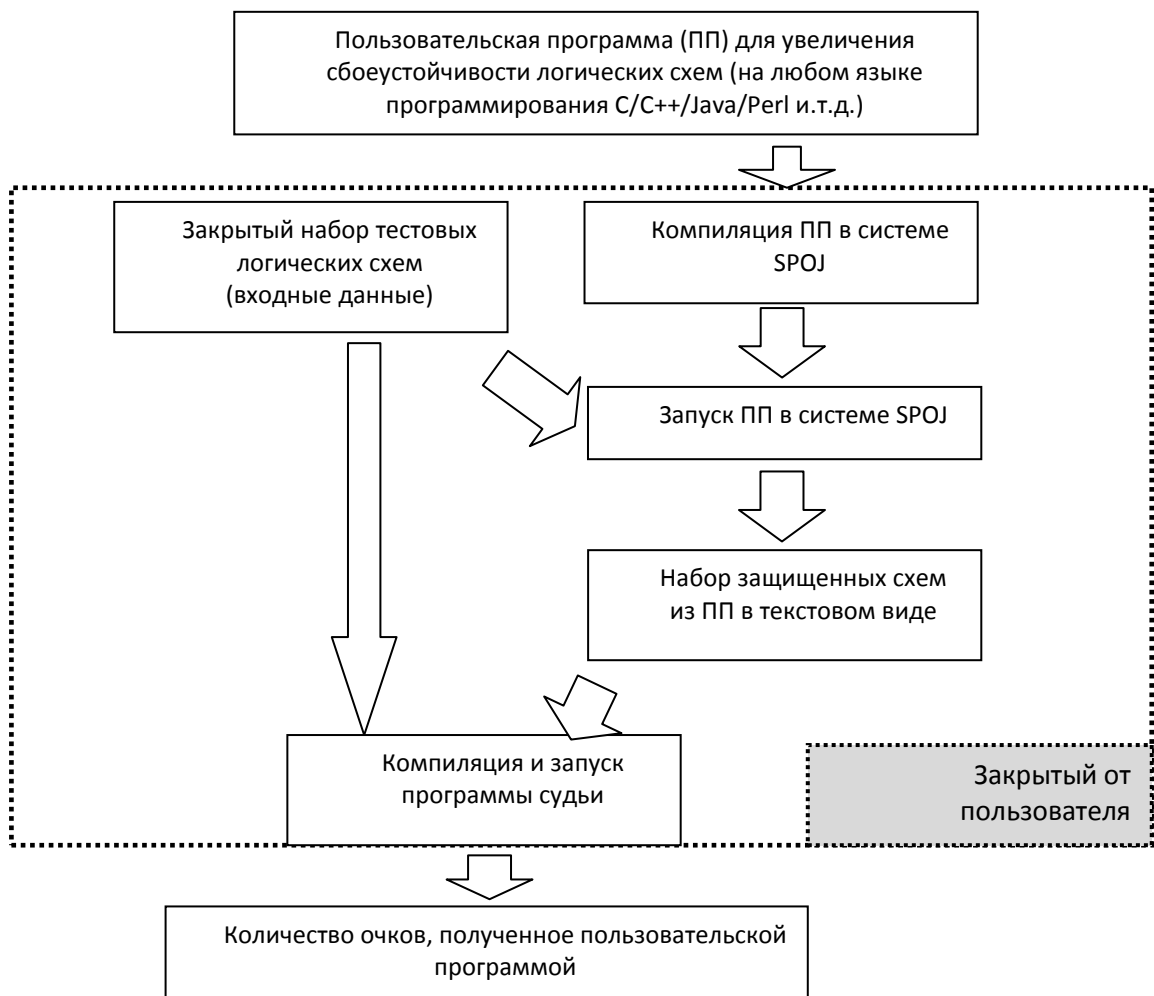 Пользовательская программа (ПП) для увеличения
сбоеустойчивости логических схем (на любом языке
программирования C/C++/Java/Perl и.т.д.)
Закрытый набор тестовых
логических схем
(входные данные)
Компиляция ПП в системе
SPOJ
Запуск ПП в системе SPOJ
Набор защищенных схем
из ПП в текстовом виде
Компиляция и запуск
программы судьи
Закрытый от
пользователя
Количество очков, полученное пользовательской
программой